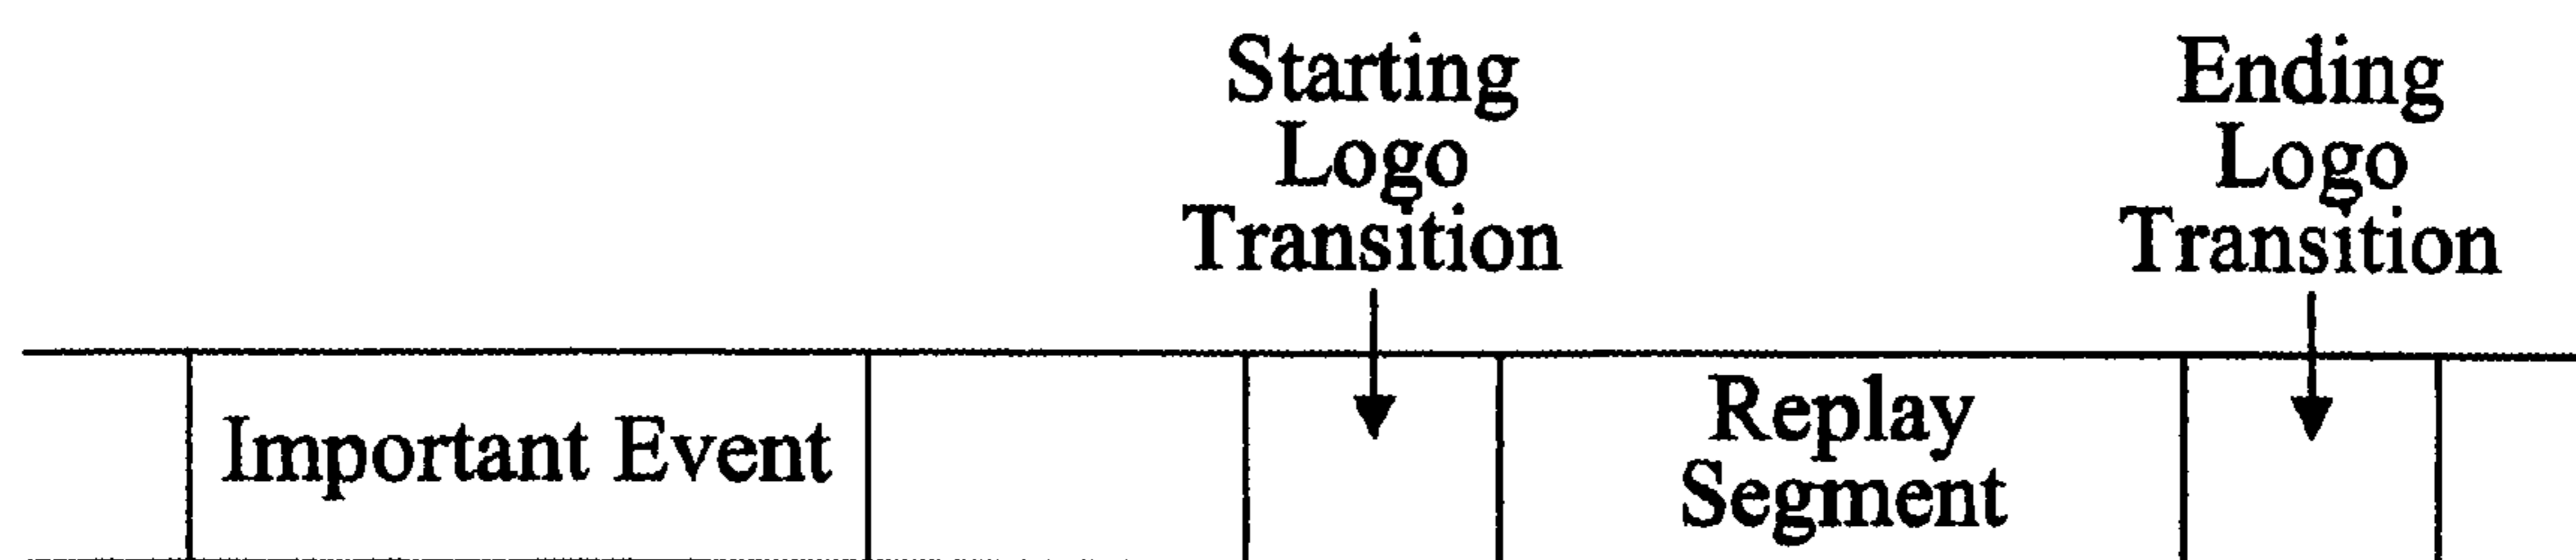 Starting
Logo
Transition
Ending
Logo
Transition
Important Event
Replay
Segment